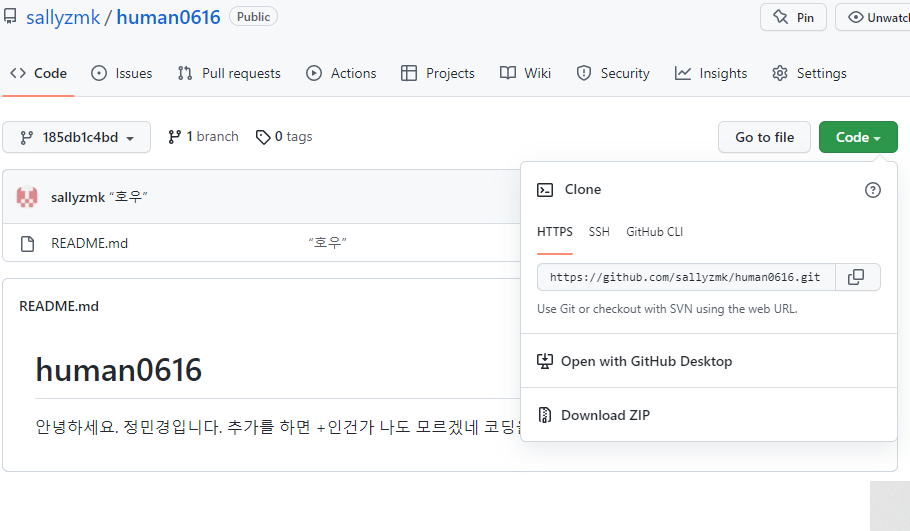 sallyzmk / human0616 Public Pin Unwatch
Code Issues Pull requests Actions Projects Wiki Security Insights Settings
185db1c4bd 1 branch 0 tags Go to file Code
sallyzmk “호우”
README.md “호우”
README.md
human0616
안녕하세요. 정민경입니다. 추가를 하면 +인건가 나도 모르겠네
Clone
HTTPS SSH GitHub CLI
https://github.com/sallyzmk/human0616.git
Use Git or checkout with SVN using the web URL.
Open with GitHub Desktop
Download ZIP